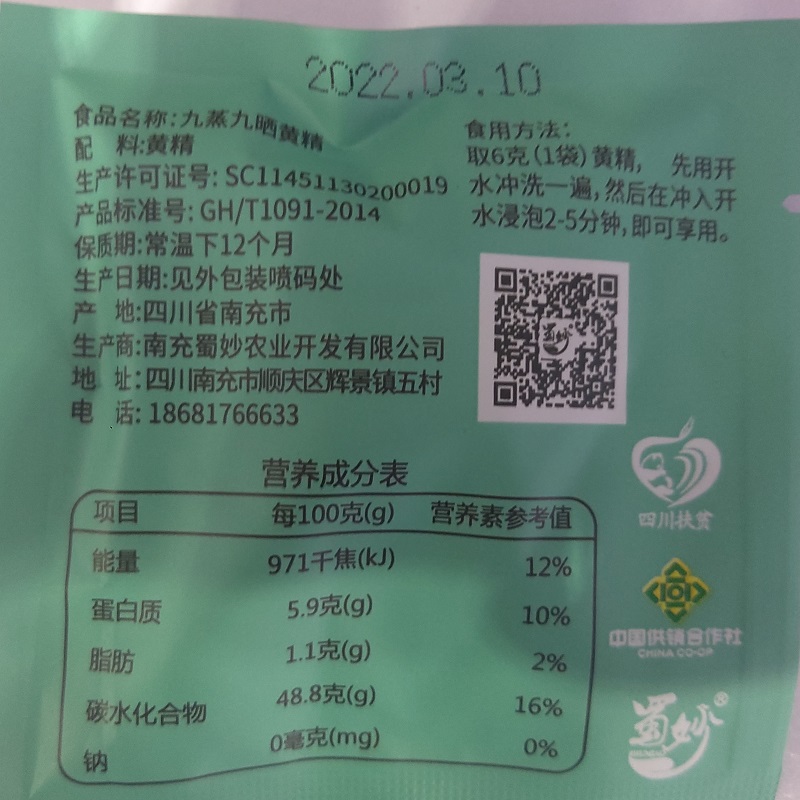 2022.03.10
食品名称:九蒸九晒黄精
配 料:黄精
生产许可证号: SC11451130200019
产品标准号: GH/T1091-2014
保质期:常温下12个月
生产日期:见外包装喷码处
产 地:四川省南充市
生产商:南充蜀妙农业开发有限公司
地 址:四川南充市顺庆区辉景镇五村
电 话: 18681766633
食用方法:
取6克(1袋)黄精, 先用开
水冲洗一遍,然后在冲入开
水浸泡2-5分钟,即可享用。
蜀妙
营养成分表
项目 每100克(g) 营养素参考值
能量 971千焦(kJ) 12%
蛋白质 5.9克(g) 10%
脂肪 1.1克(g) 2%
碳水化合物 48.8克(g) 16%
钠 0毫克(mg) 0%
四川扶贫
中国供销合作社
CHINA CO-OP
蜀妙®